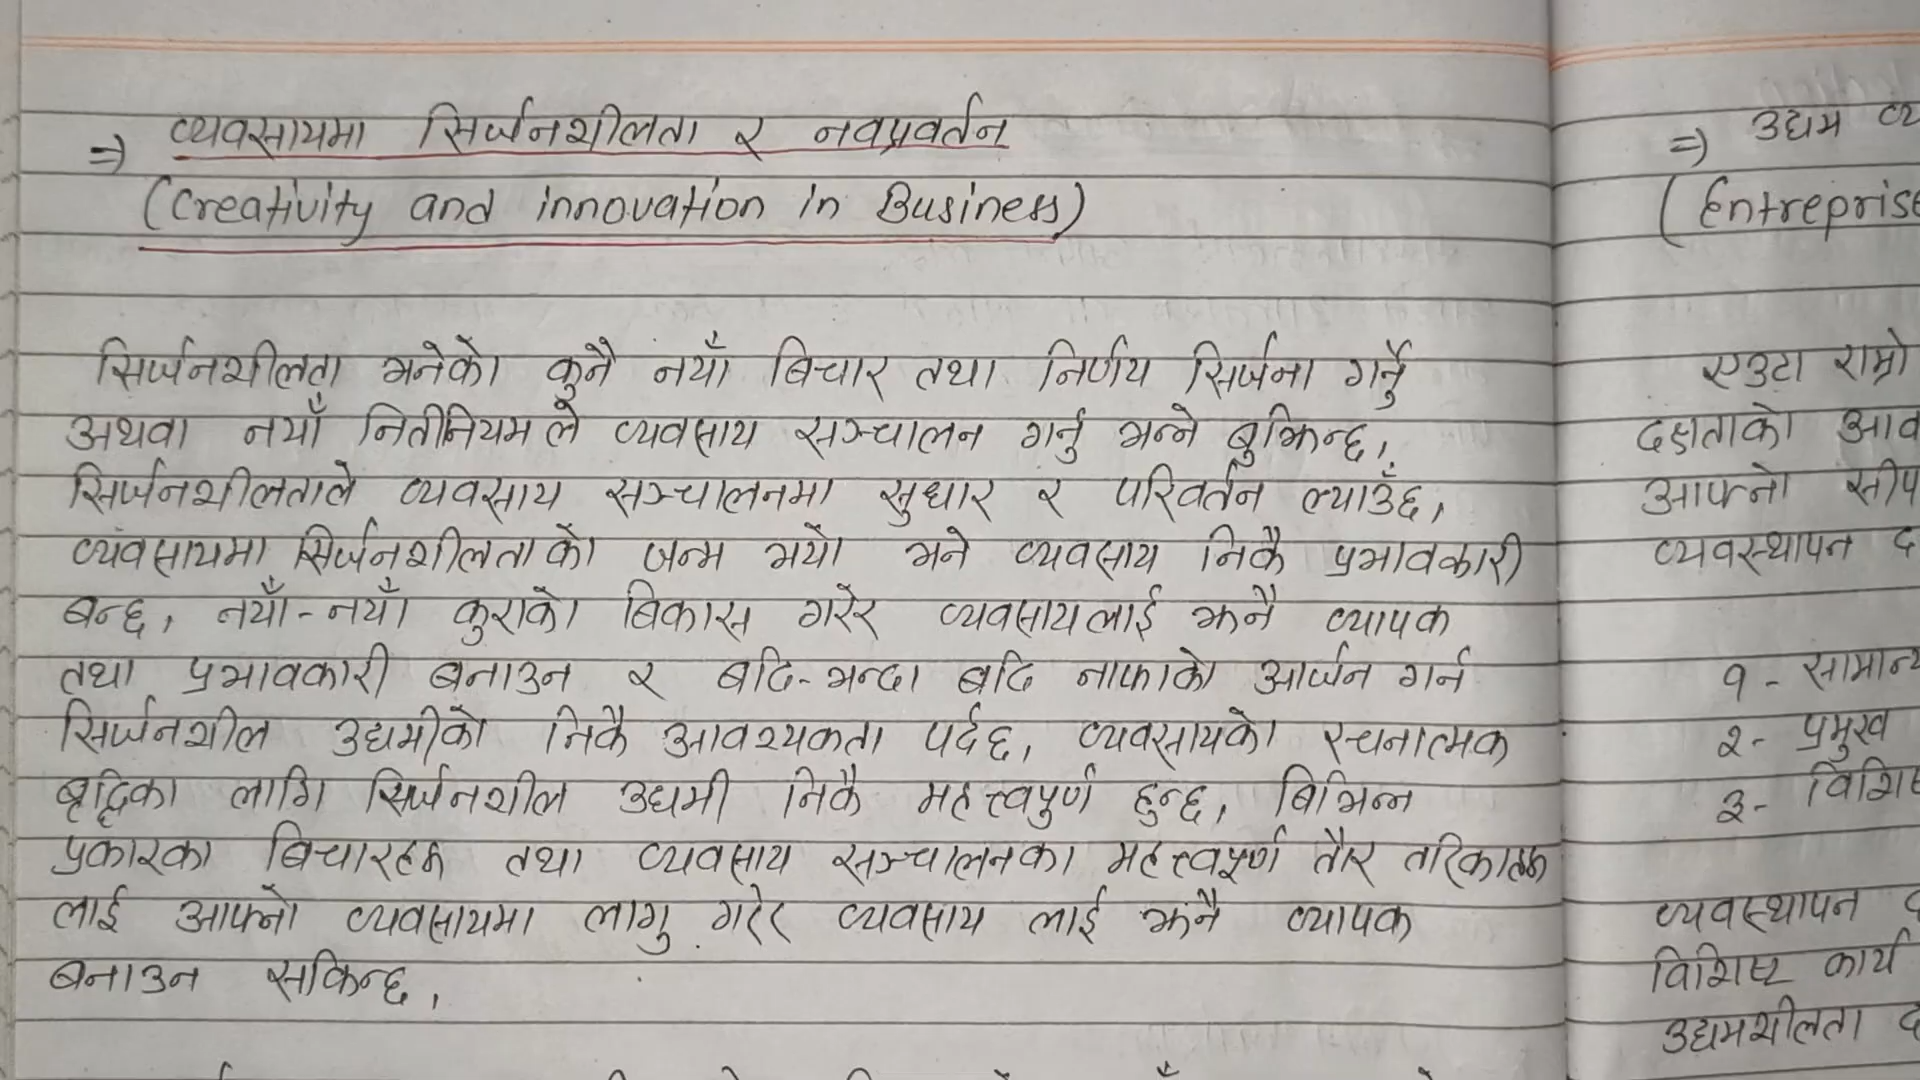 ⇒ व्यवसायमा सिर्जनशीलता र नवप्रवर्तन
(Creativity and innovation in Business)
सिर्जनशीलता भनेको कुनै नयाँ बिचार तथा निर्णय सिर्जना गर्नु
अथवा नयाँ नितीनियमले व्यवसाय सञ्चालन गर्नु भन्ने बुझिन्छ,
सिर्जनशीलताले व्यवसाय सञ्चालनमा सुधार र परिवर्तन ल्याउँछ,
व्यवसायमा सिर्जनशीलताको जन्म भयो भने व्यवसाय निकै प्रभावकारी
बन्छ, नयाँ-नयाँ कुराको बिकास गरेर व्यवसायलाई झनै व्यापक
तथा प्रभावकारी बनाउन र बढि-भन्दा बढि नाफाको आर्जन गर्न
सिर्जनशील उद्यमीको निकै आवश्यकता पर्दछ, व्यवसायको रचनात्मक
बृद्धिका लागि सिर्जनशील उद्यमी निकै महत्त्वपुर्ण हुन्छ, बिभिन्न
प्रकारका बिचारहरू तथा व्यवसाय सञ्चालनका महत्त्वपूर्ण तौर तरिकाहरू
लाई आफ्नो व्यवसायमा लागु गरेर व्यवसाय लाई झनै व्यापक
बनाउन सकिन्छ,
⇒ उद्यम
(Entreprise
एउटा राम्रो
दक्षताको
आफ्नो सीप
व्यवस्थापन
१- सामान्य
२- प्रमुख
३-
व्यवस्थापन
विशिष्ट कार्य
उद्यमशीलता